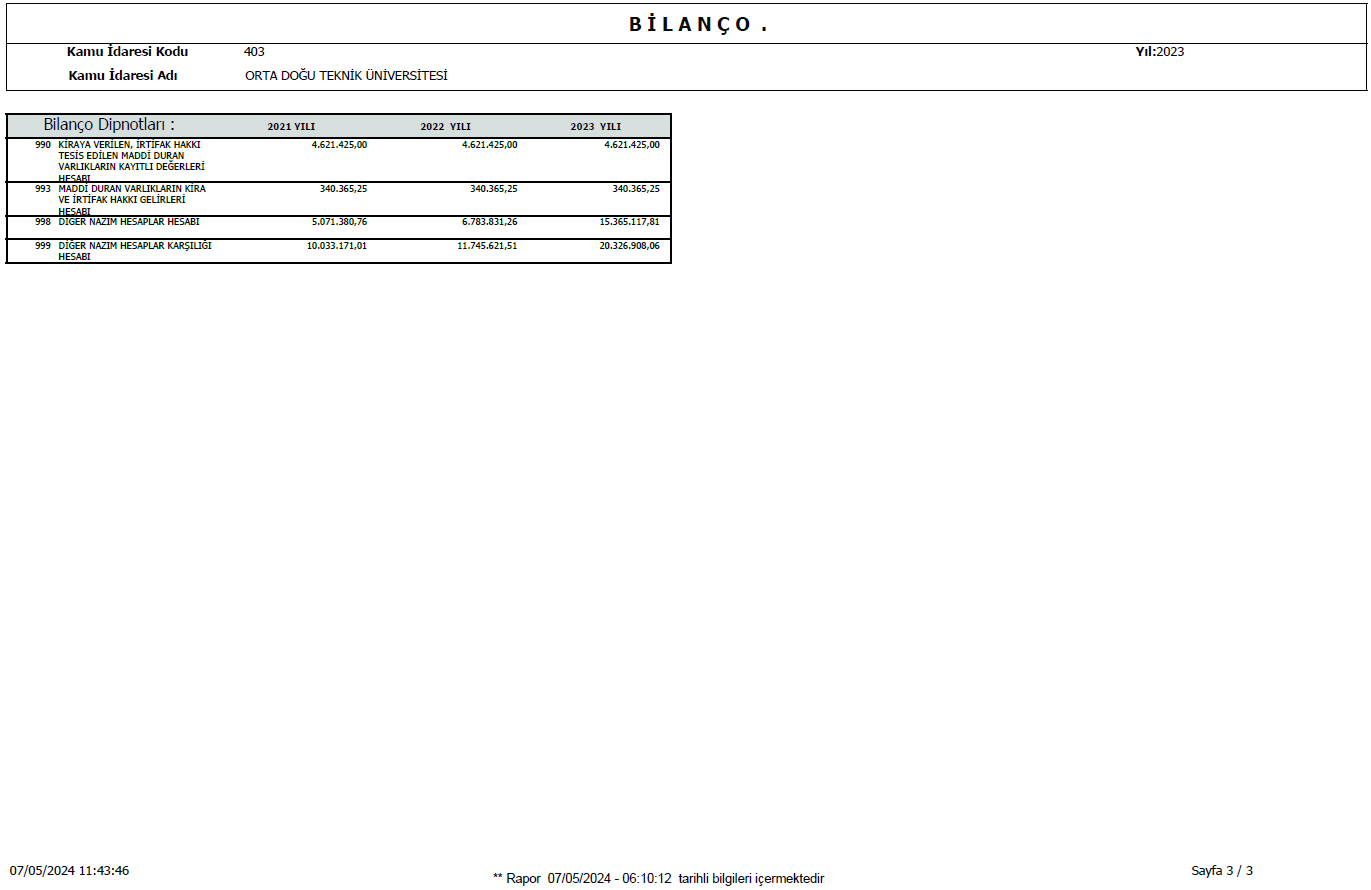 BİLANÇO .
Kamu İdaresi Kodu 403 Yıl:2023
Kamu İdaresi Adı ORTA DOĞU TEKNİK ÜNİVERSİTESİ
Bilanço Dipnotları : 2021 YILI 2022 YILI 2023 YILI
990 KİRAYA VERİLEN, İRTİFAK HAKKI 4.621.425,00 4.621.425,00 4.621.425,00
TESİS EDİLEN MADDİ DURAN
VARLIKLARIN KAYITLI DEĞERLERİ
HESABI
993 MADDİ DURAN VARLIKLARIN KİRA 340.365,25 340.365,25 340.365,25
VE İRTİFAK HAKKI GELİRLERİ
HESABI
998 DİĞER NAZIM HESAPLAR HESABI 5.071.380,76 6.783.831,26 15.365.117,81
999 DİĞER NAZIM HESAPLAR KARŞILIĞI 10.033.171,01 11.745.621,51 20.326.908,06
HESABI
07/05/2024 11:43:46
** Rapor 07/05/2024 - 06:10:12 tarihli bilgileri içermektedir
Sayfa 3 / 3